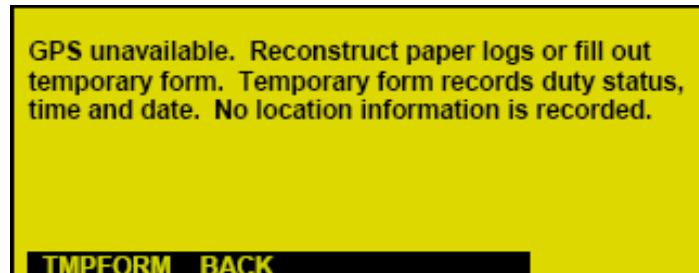 GPS unavailable. Reconstruct paper logs or fill out
temporary form. Temporary form records duty status,
time and date. No location information is recorded.
TMPFORM BACK